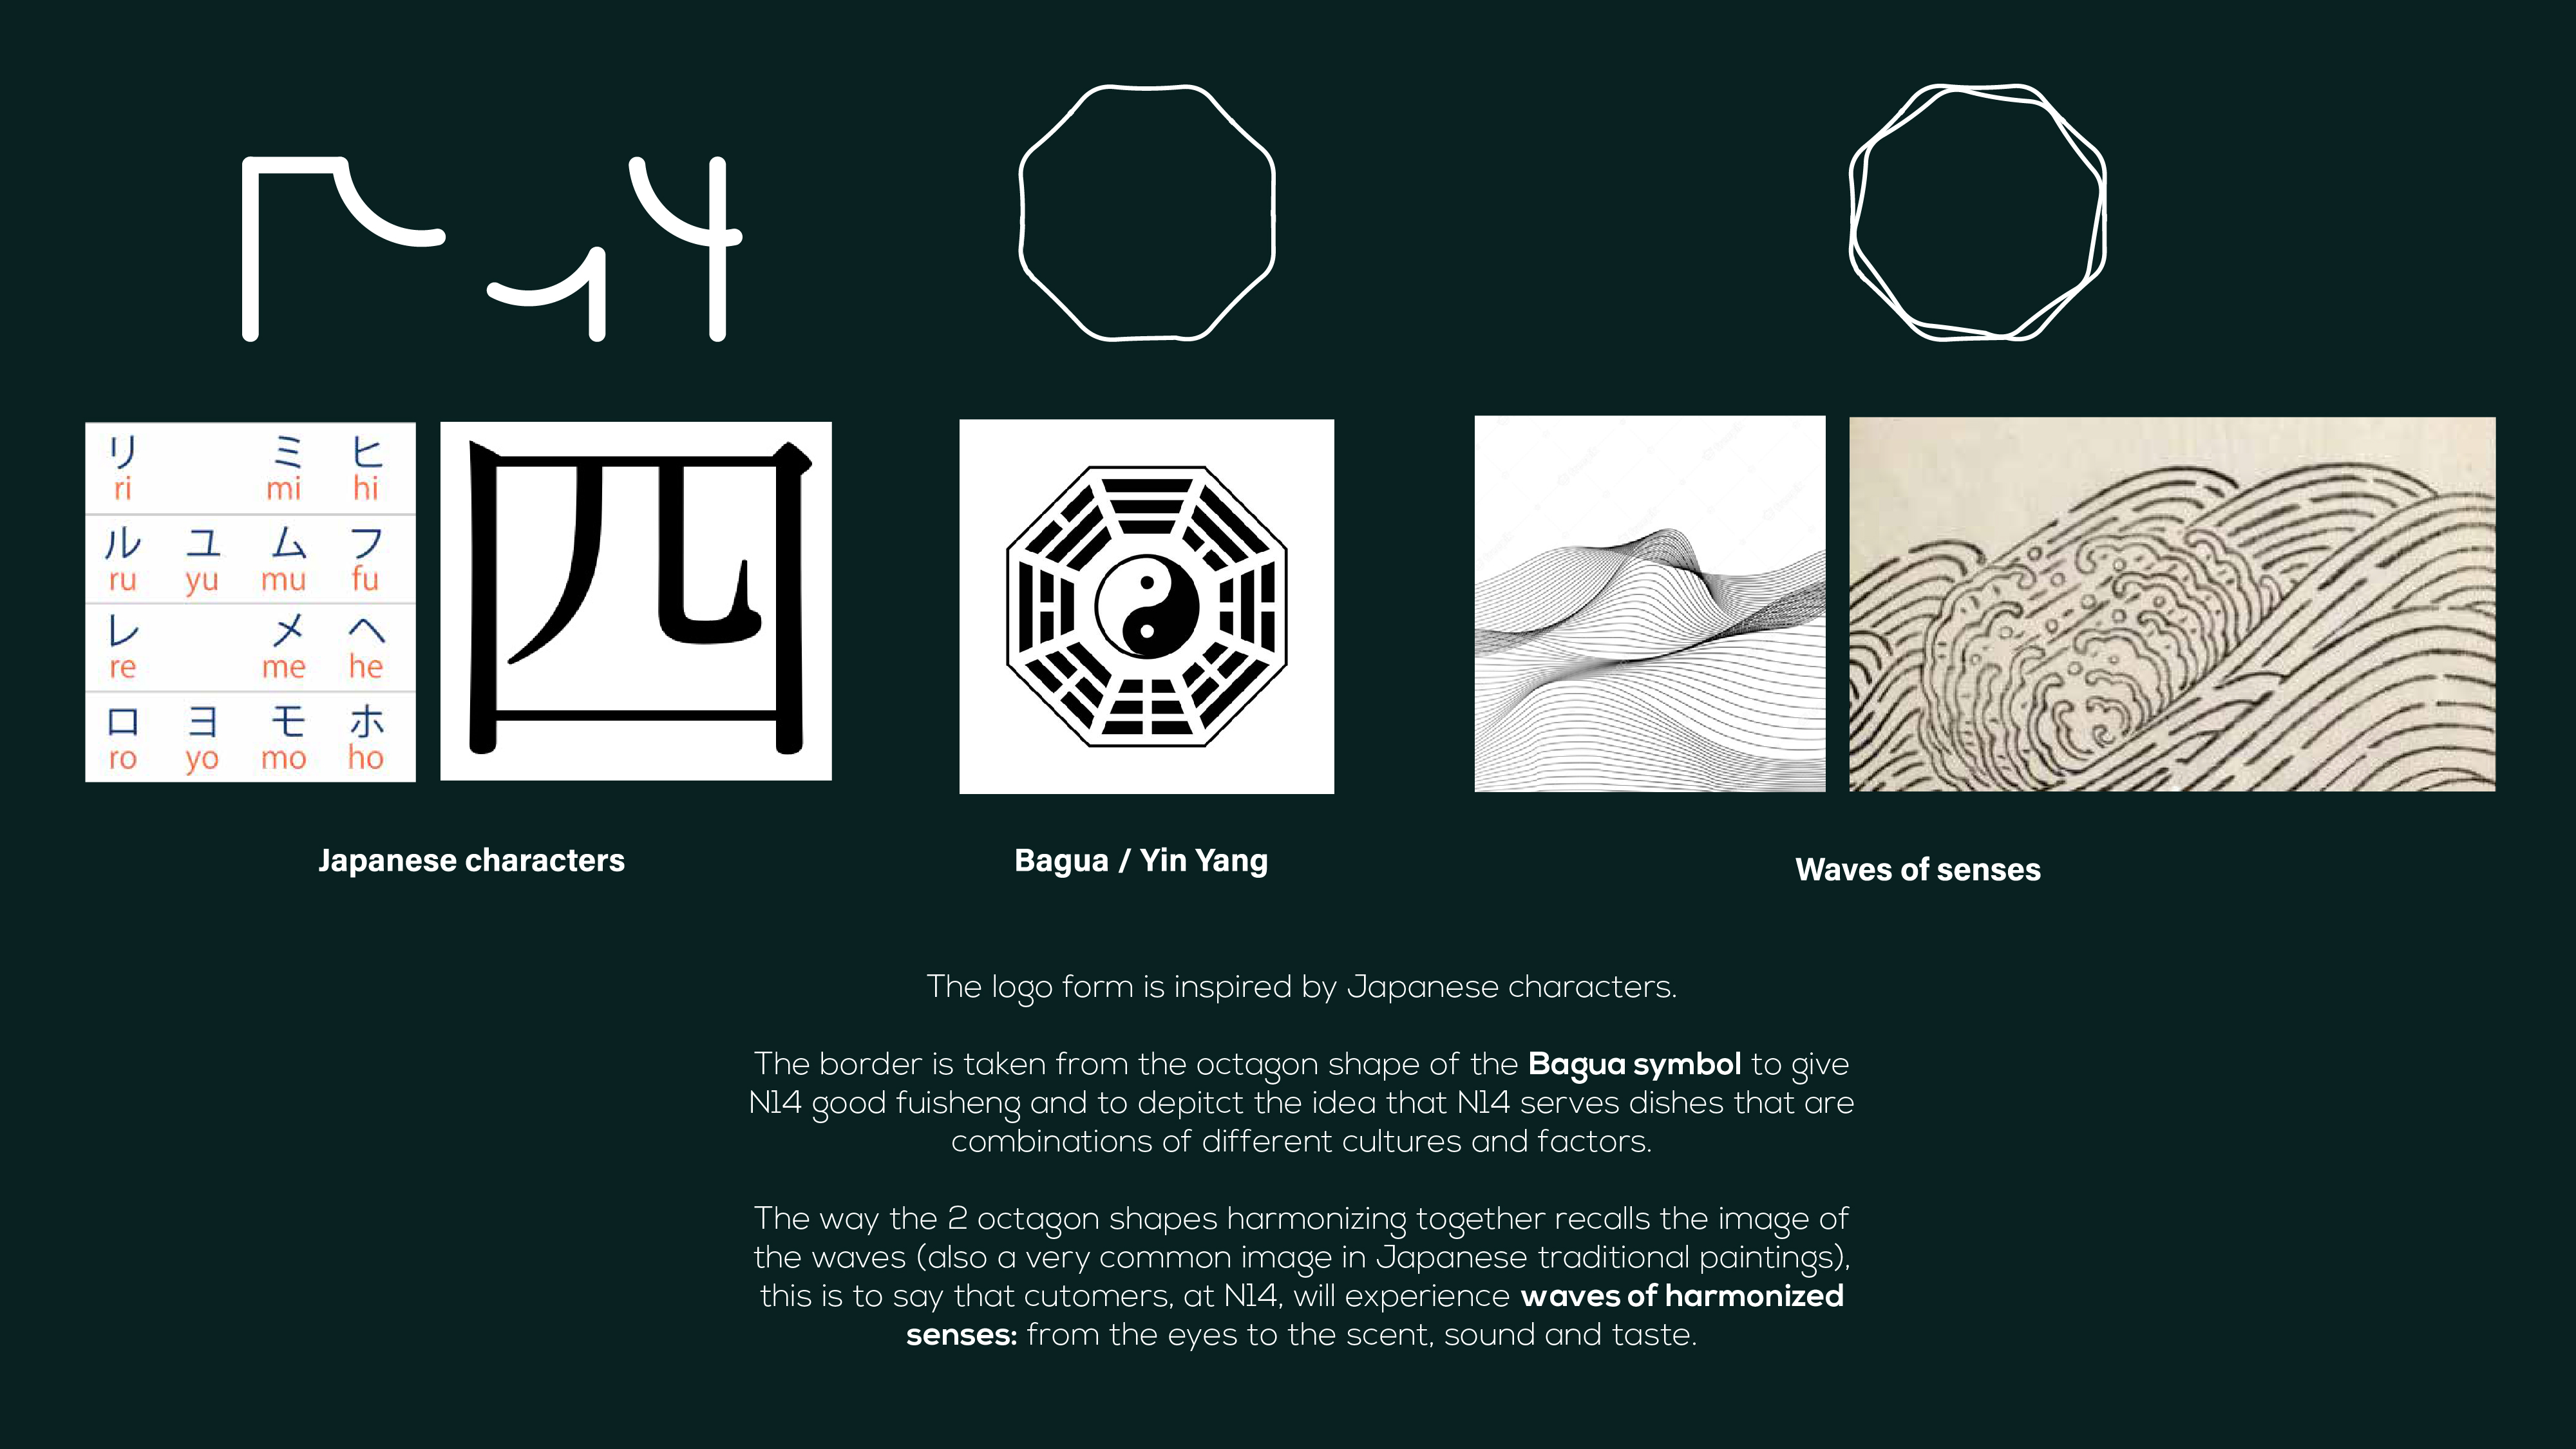 リ ミ ヒ
ri mi hi
ル ユ ム フ
ru yu mu fu
レ メ ヘ
re me he
ロ ヨ モ ホ
ro yo mo ho
四
Japanese characters
Bagua / Yin Yang
Waves of senses
The logo form is inspired by Japanese characters.
The border is taken from the octagon shape of the Bagua symbol to give
N14 good fuisheng and to depitct the idea that N14 serves dishes that are
combinations of different cultures and factors.
The way the 2 octagon shapes harmonizing together recalls the image of
the waves (also a very common image in Japanese traditional paintings),
this is to say that cutomers, at N14, will experience waves of harmonized
senses: from the eyes to the scent, sound and taste.